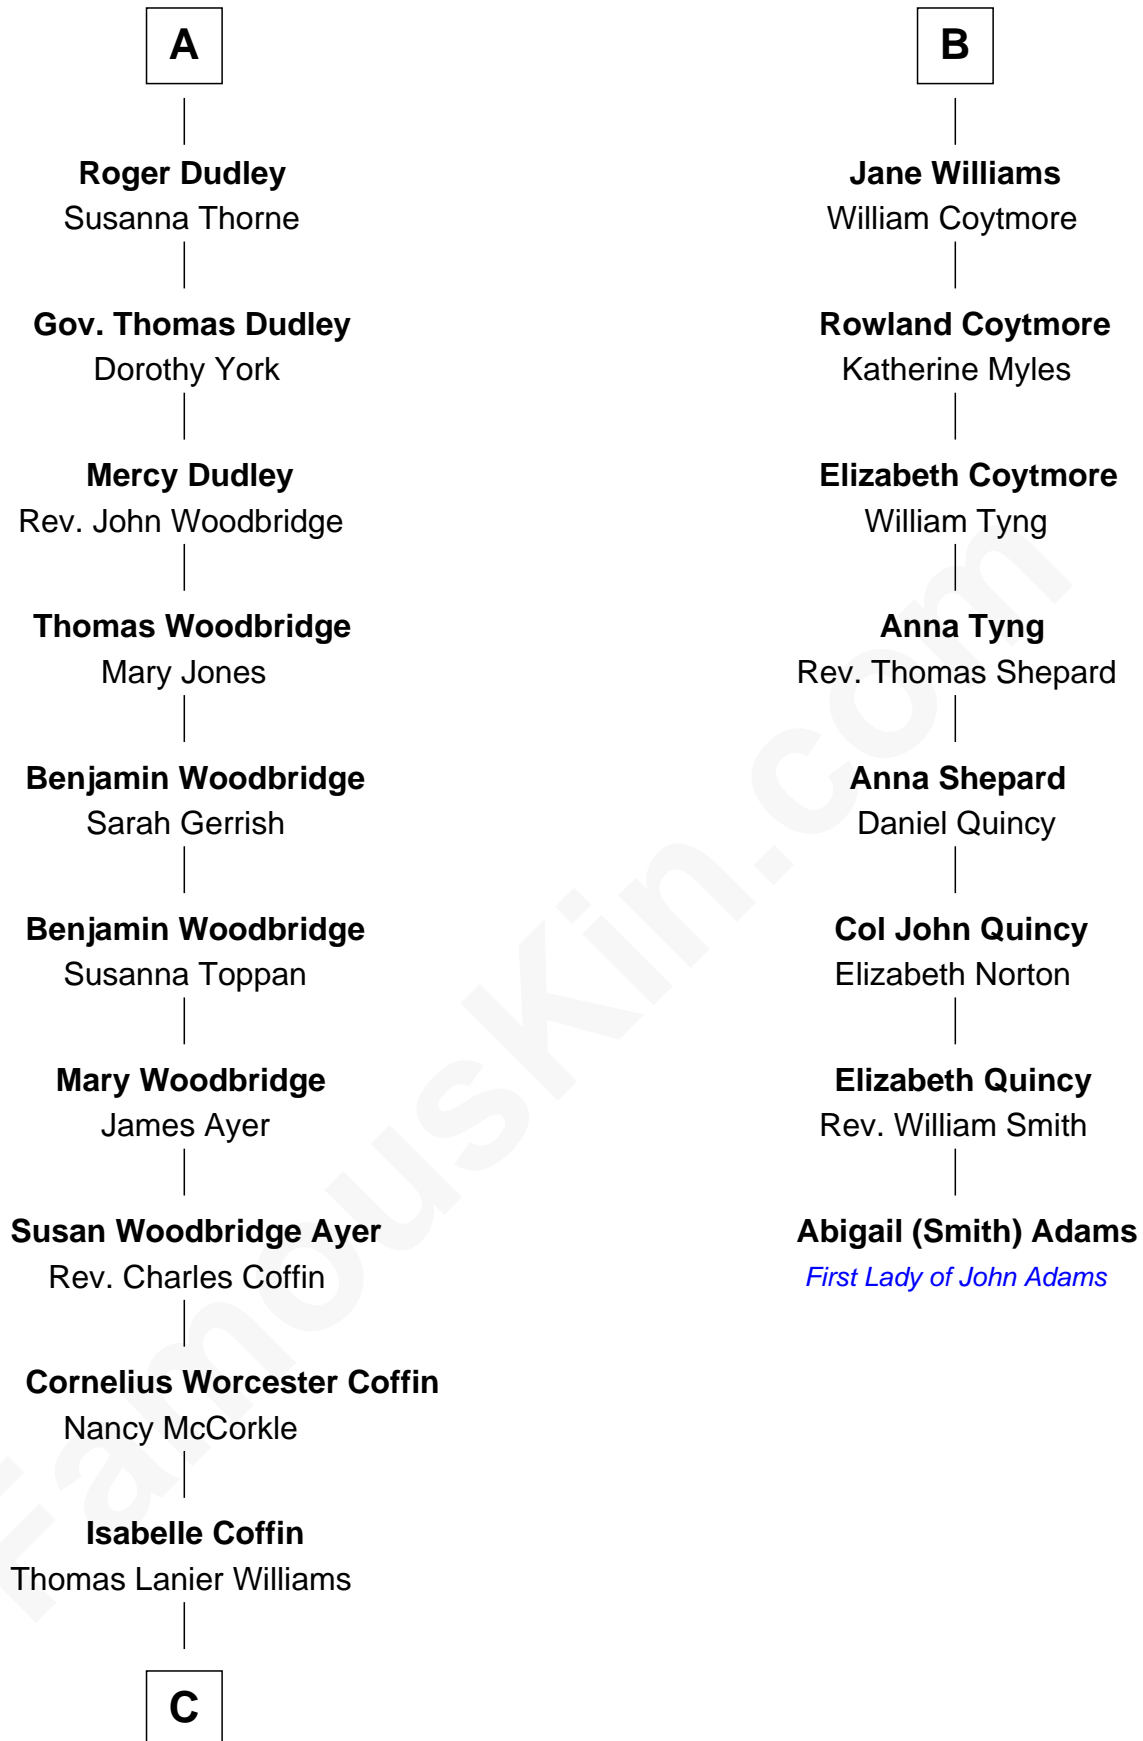 A
Roger Dudley
Susanna Thorne
Gov. Thomas Dudley
Dorothy York
Mercy Dudley
Rev. John Woodbridge
Thomas Woodbridge
Mary Jones
Benjamin Woodbridge
Sarah Gerrish
Benjamin Woodbridge
Susanna Toppan
Mary Woodbridge
James Ayer
Susan Woodbridge Ayer
Rev. Charles Coffin
Cornelius Worcester Coffin
Nancy McCorkle
Isabelle Coffin
Thomas Lanier Williams
C
B
Jane Williams
William Coytmore
Rowland Coytmore
Katherine Myles
Elizabeth Coytmore
William Tyng
Anna Tyng
Rev. Thomas Shepard
Anna Shepard
Daniel Quincy
Col John Quincy
Elizabeth Norton
Elizabeth Quincy
Rev. William Smith
Abigail (Smith) Adams
First Lady of John Adams
FamousKin.com